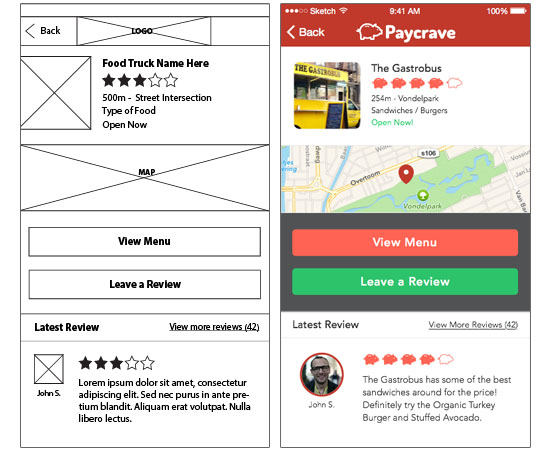 Back
LOGO
Food Truck Name Here
500m - Street Intersection
Type of Food
Open Now
MAP
View Menu
Leave a Review
Latest Review
View more reviews (42)
John S.
Lorem ipsum dolor sit amet, consectetur
adipiscing elit. Sed nec purus in ante pre-
tium blandit. Aliquam erat volutpat. Nulla
libero lectus.
Sketch
9:41 AM
100%
Back
Paycrave
THE GASTROBUS
The Gastrobus
254m - Vondelpark
Sandwiches / Burgers
Open Now!
s106
Overtoom
Vondelpark
View Menu
Leave a Review
Latest Review
View More Reviews (42)
John S.
The Gastrobus has some of the best
sandwiches around for the price!
Definitely try the Organic Turkey
Burger and Stuffed Avocado.